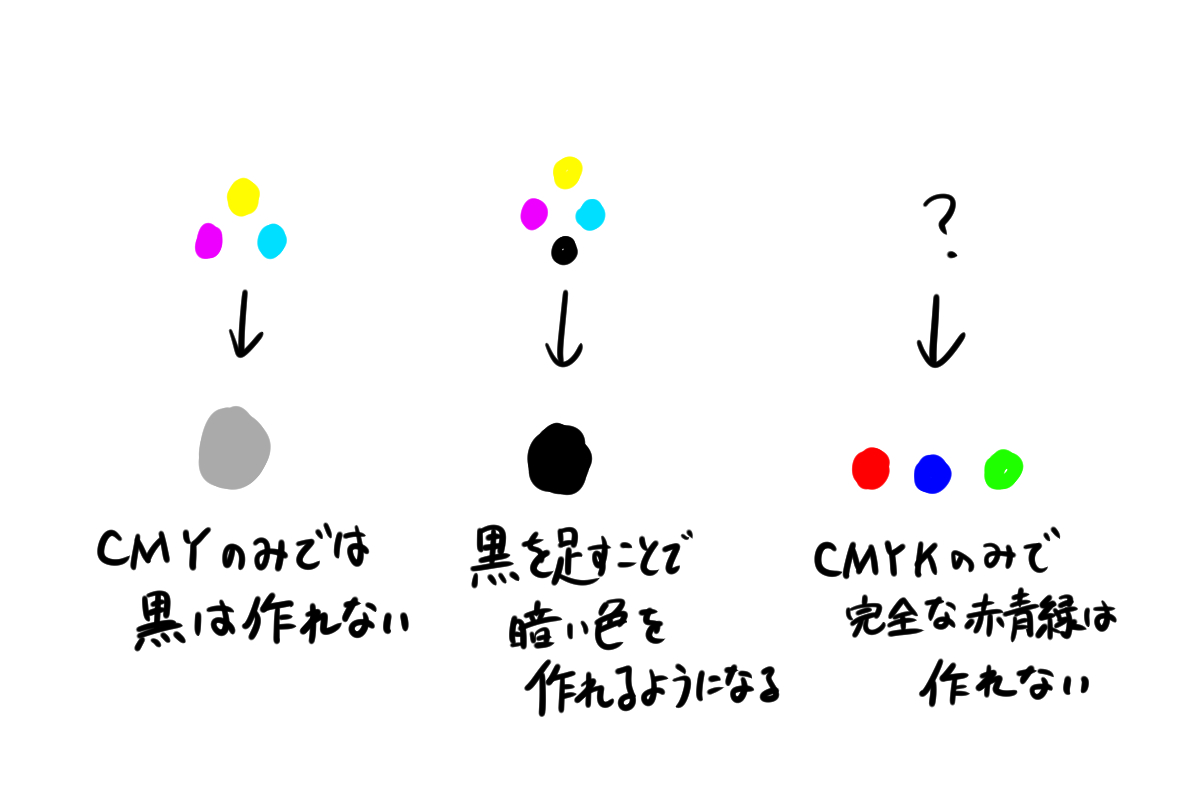 ?
CMYのみでは
黒は作れない
黒を足すことで
暗い色を
作れるようになる
CMYKのみで
完全な赤青緑は
作れない